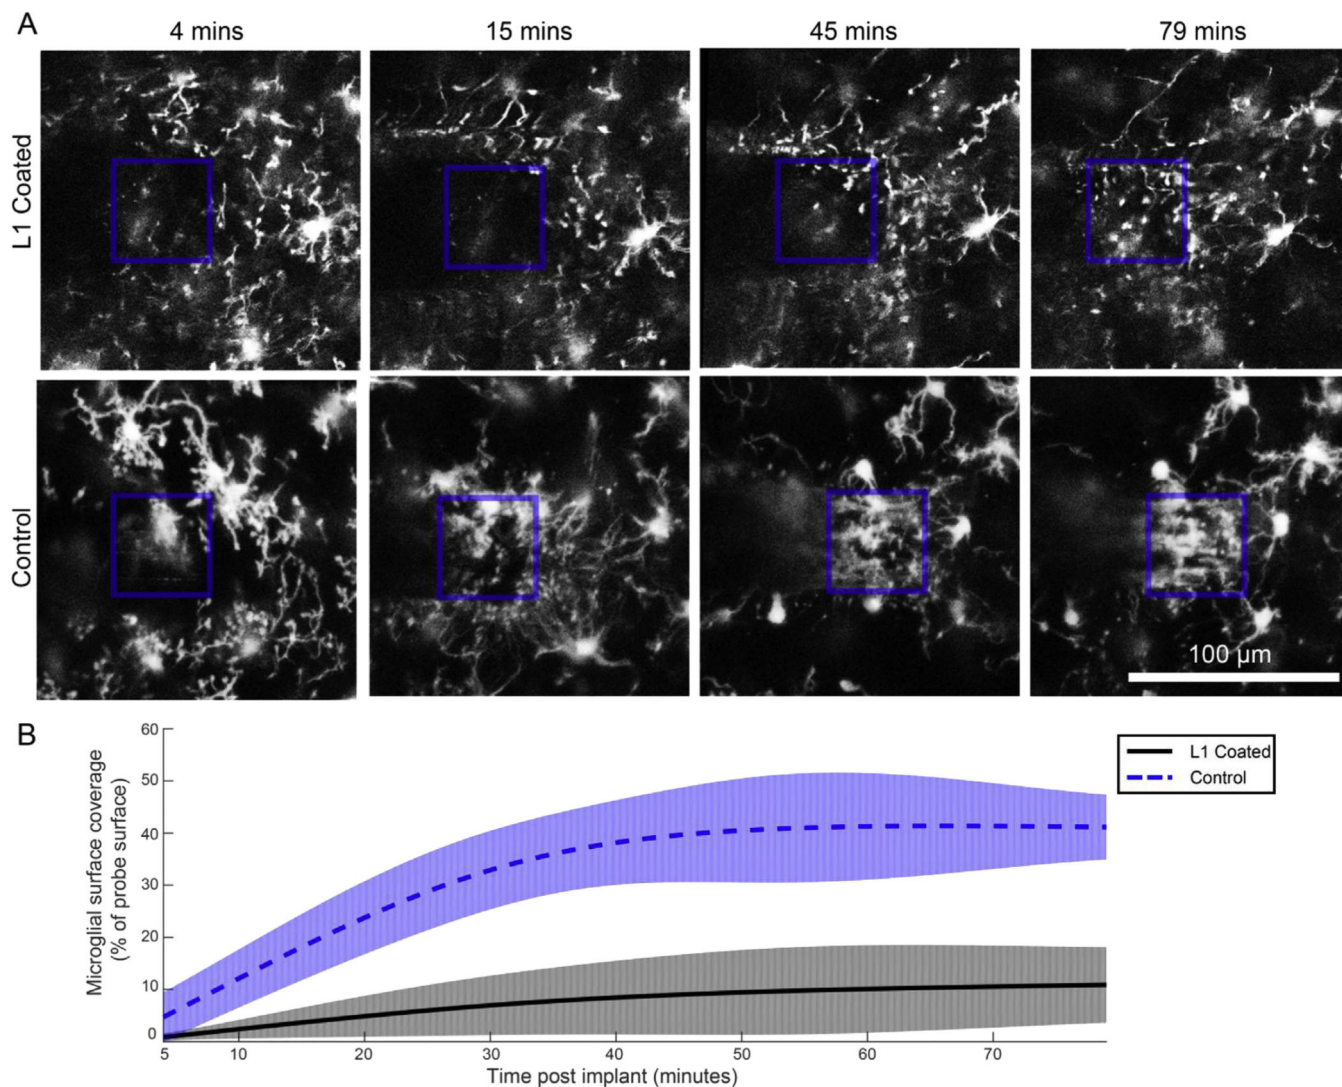 A
4 mins
15 mins
45 mins
79 mins
L1 Coated
Control
100 µm
B
Microglial surface coverage
(% of probe surface)
60
50
40
30
20
10
0
5
10
20
30
40
50
60
70
Time post implant (minutes)
L1 Coated
Control